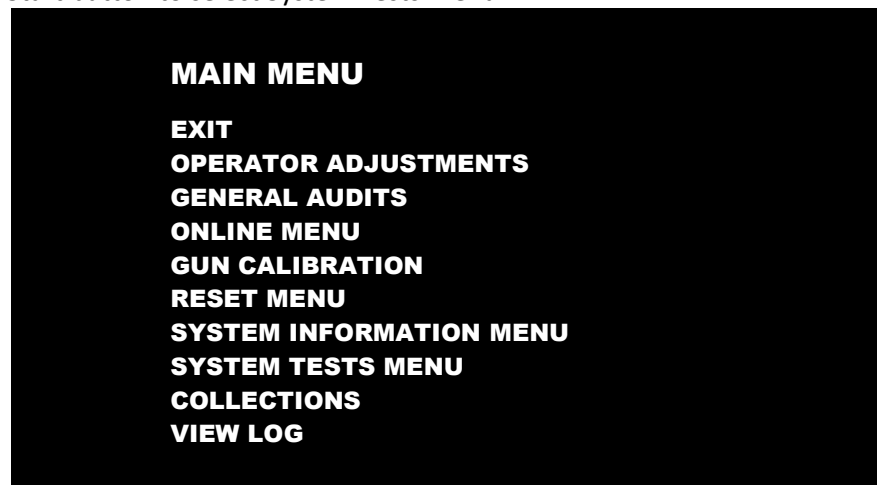 MAIN MENU
EXIT
OPERATOR ADJUSTMENTS
GENERAL AUDITS
ONLINE MENU
GUN CALIBRATION
RESET MENU
SYSTEM INFORMATION MENU
SYSTEM TESTS MENU
COLLECTIONS
VIEW LOG